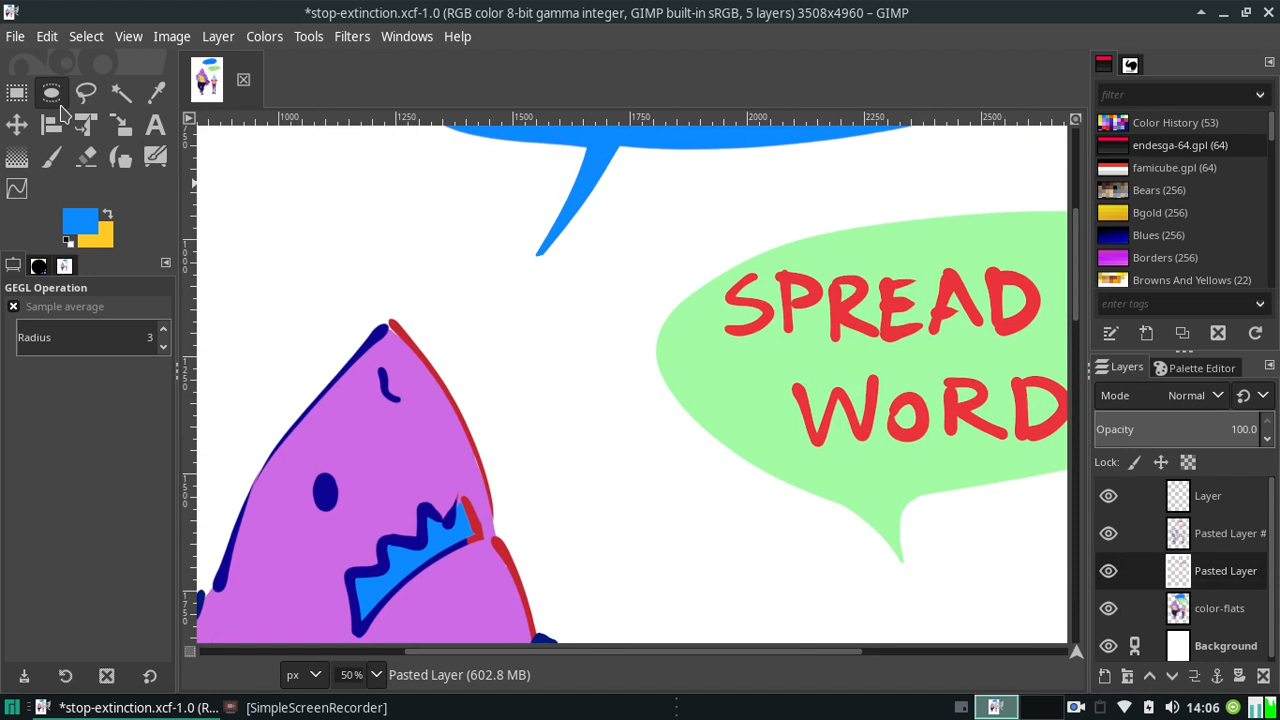 *stop-extinction.xcf-1.0 (RGB color 8-bit gamma integer, GIMP built-in sRGB, 5 layers) 3508x4960 – GIMP
File Edit Select View Image Layer Colors Tools Filters Windows Help
1000 1250 1500 1750 2000 2250 2500
750
1000
1250
1500
1750
GEGL Operation
Sample average
Radius 3
SPREAD
WORD
filter
Color History (53)
endesga-64.gpl (64)
famicube.gpl (64)
Bears (256)
Bgold (256)
Blues (256)
Borders (256)
Browns And Yellows (22)
enter tags
Layers Palette Editor
Mode Normal
Opacity 100.0
Lock:
Layer
Pasted Layer #
Pasted Layer
color-flats
Background
px 50% Pasted Layer (602.8 MB)
*stop-extinction.xcf-1.0 (R... [SimpleScreenRecorder] 14:06